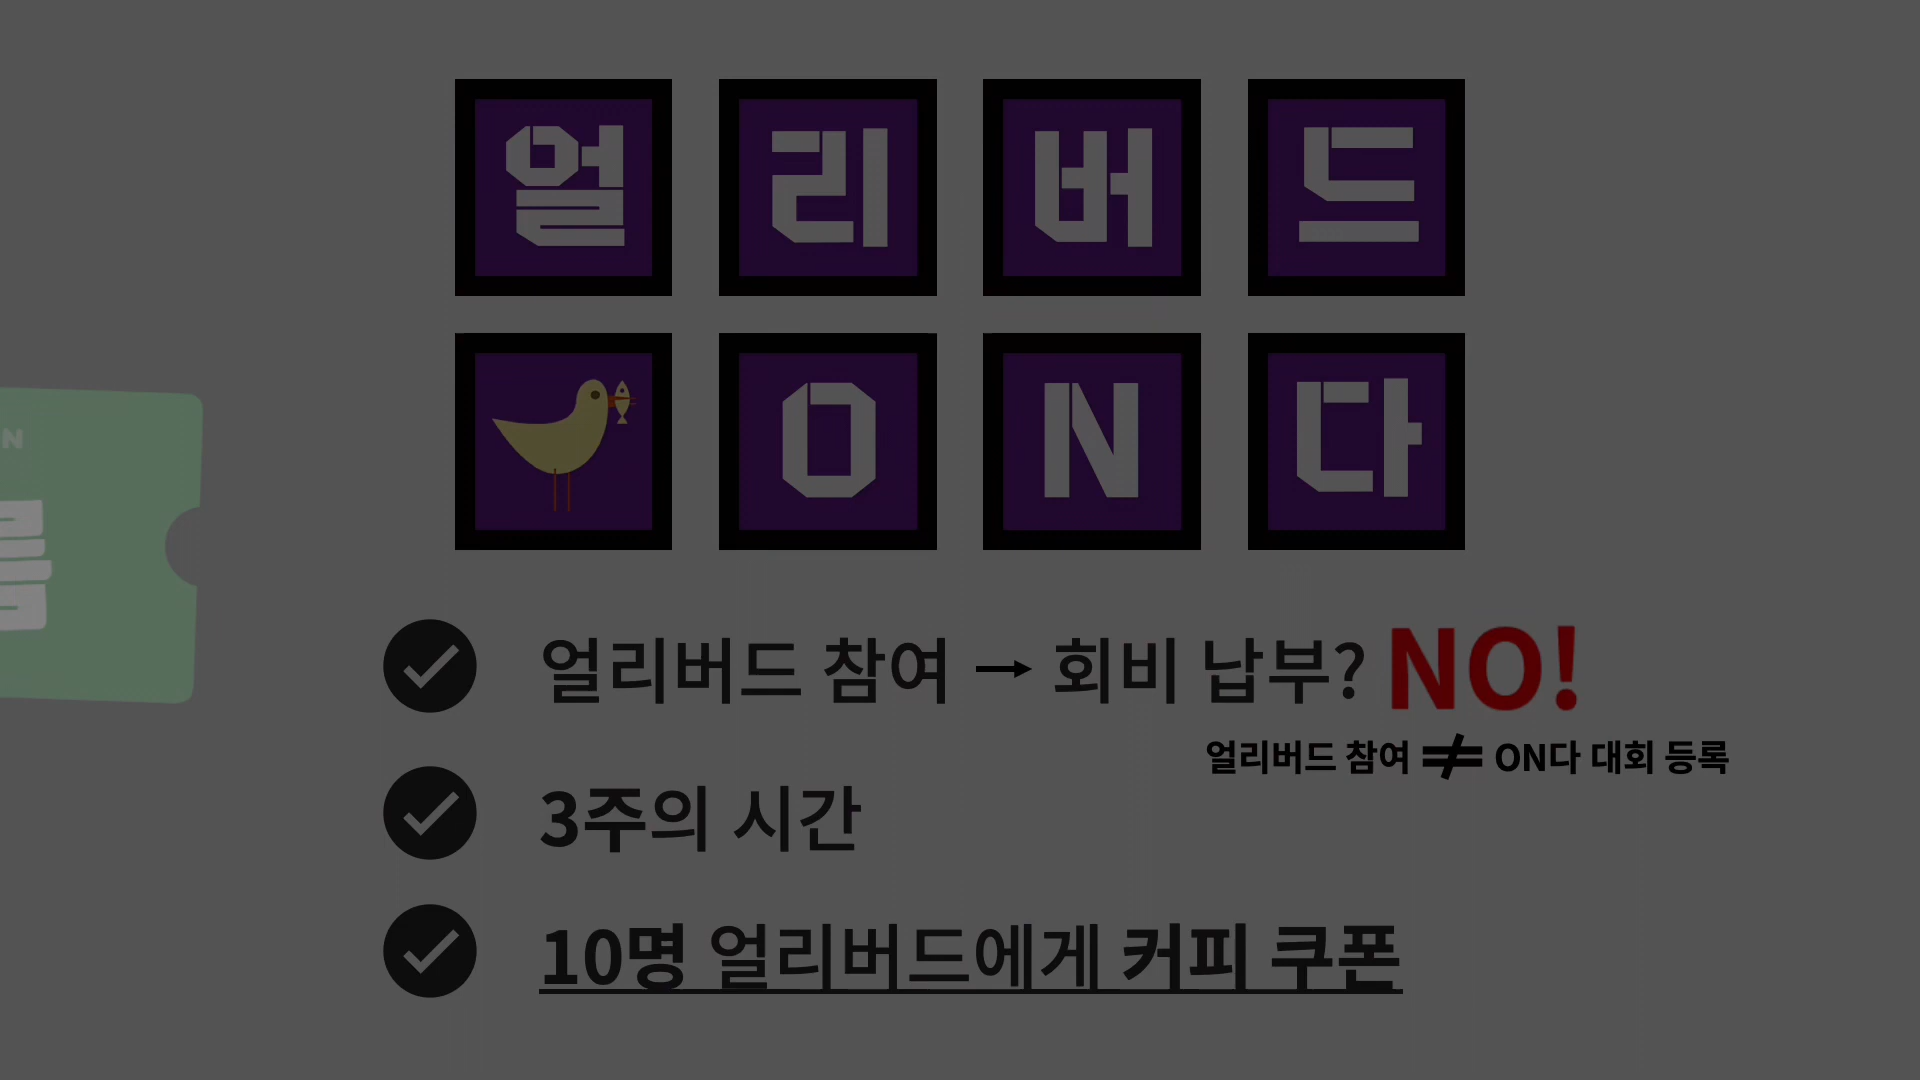 얼리버드
ON다
N
얼리버드 참여 → 회비 납부? NO!
얼리버드 참여 ≠ ON다 대회 등록
3주의 시간
10명 얼리버드에게 커피 쿠폰